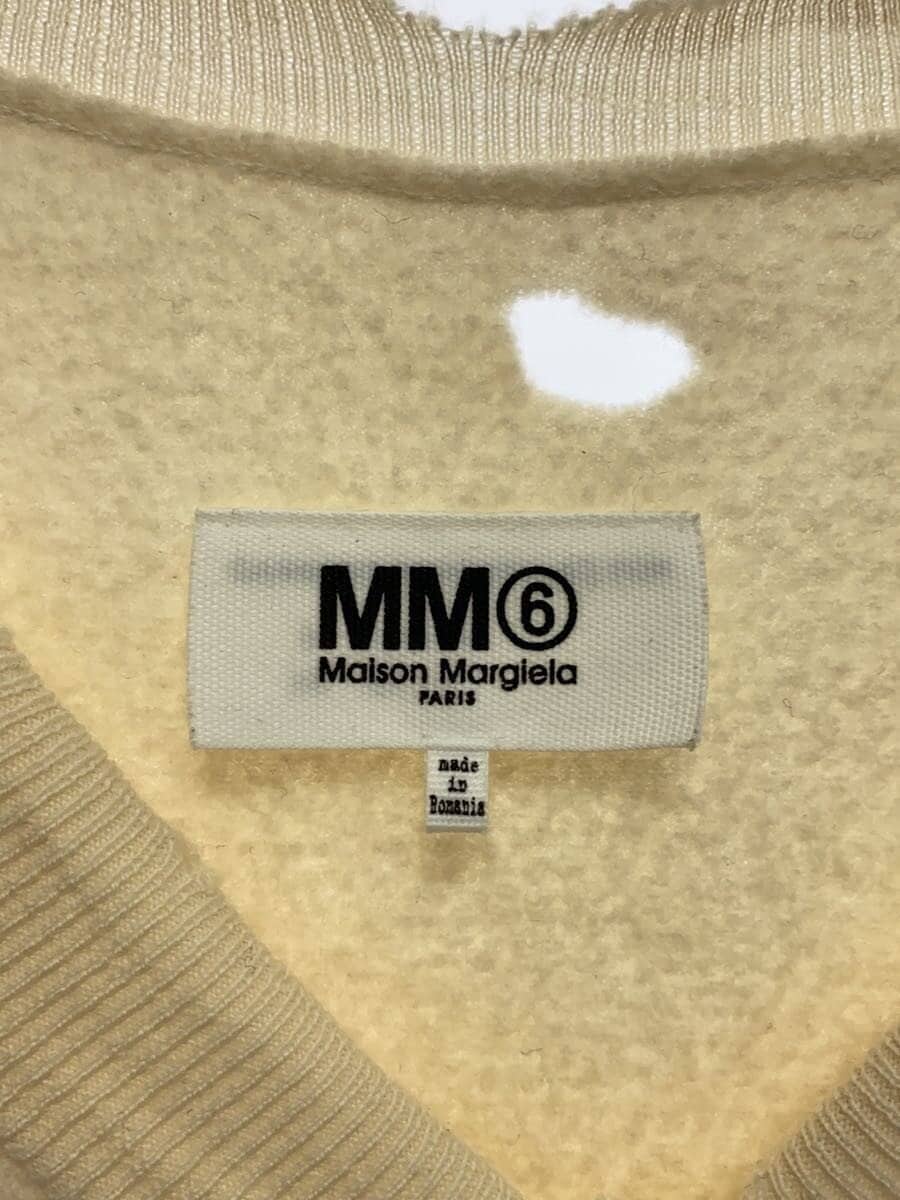 MM⑥
Maison Margiela
PARIS
made
in
Romania